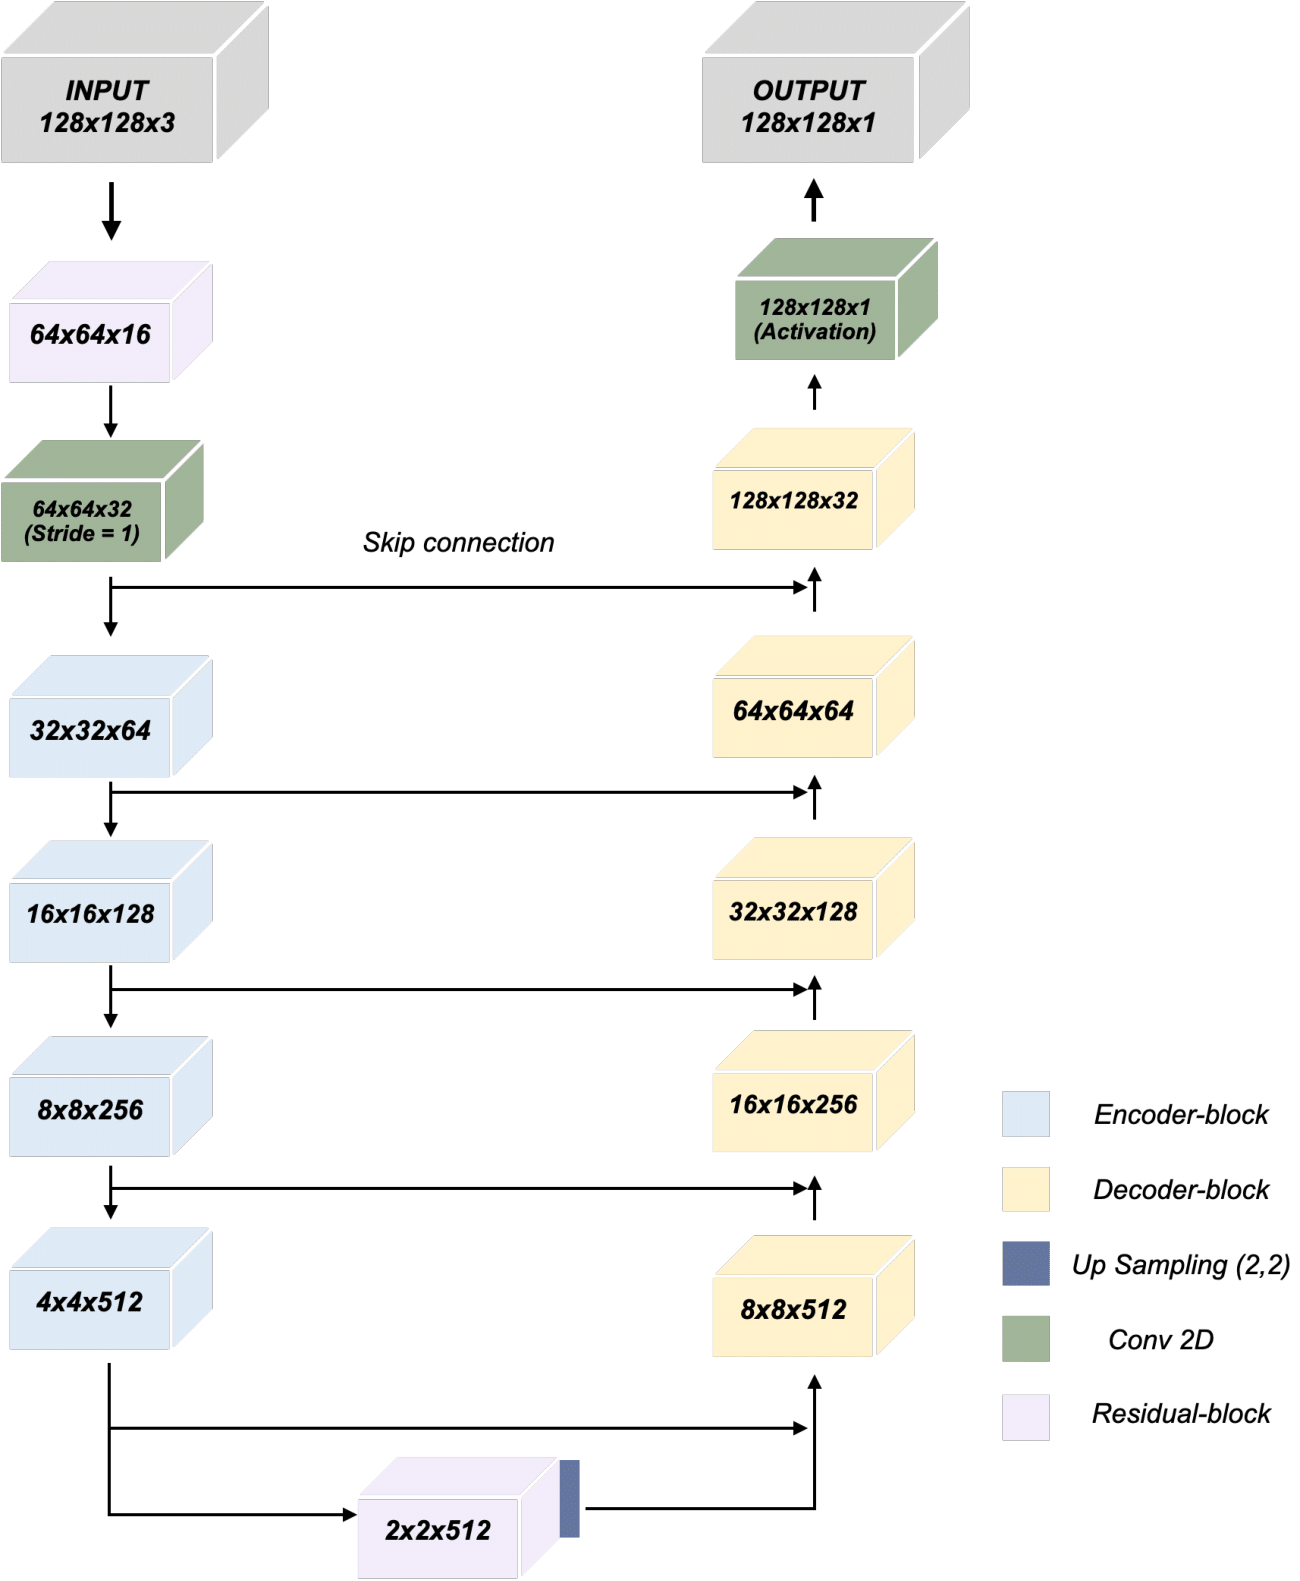 INPUT
128x128x3
64x64x16
64x64x32
(Stride = 1)
32x32x64
16x16x128
8x8x256
4x4x512
2x2x512
Skip connection
OUTPUT
128x128x1
128x128x1
(Activation)
128x128x32
64x64x64
32x32x128
16x16x256
8x8x512
Encoder-block
Decoder-block
Up Sampling (2,2)
Conv 2D
Residual-block